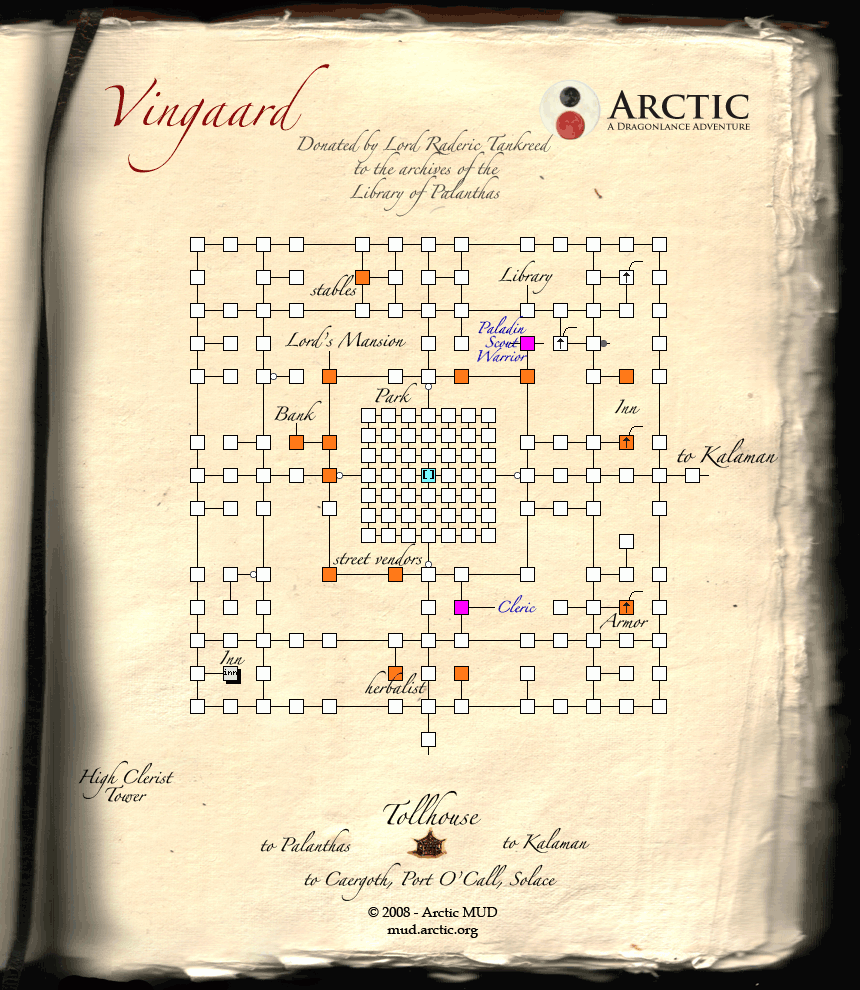 Vingaard
ARCTIC
A DRAGONLANCE ADVENTURE
Donated by Lord Raderic Tankreed
to the archives of the
Library of Palanthas
stables
Library
Lord's Mansion
Paladin
Scout
Warrior
Park
Bank
Inn
to Kalaman
[ ]
street vendors
Cleric
Armor
Inn
inn
herbalist
High Clerist
Tower
Tollhouse
to Palanthas
to Kalaman
to Caergoth, Port O'Call, Solace
© 2008 - Arctic MUD
mud.arctic.org